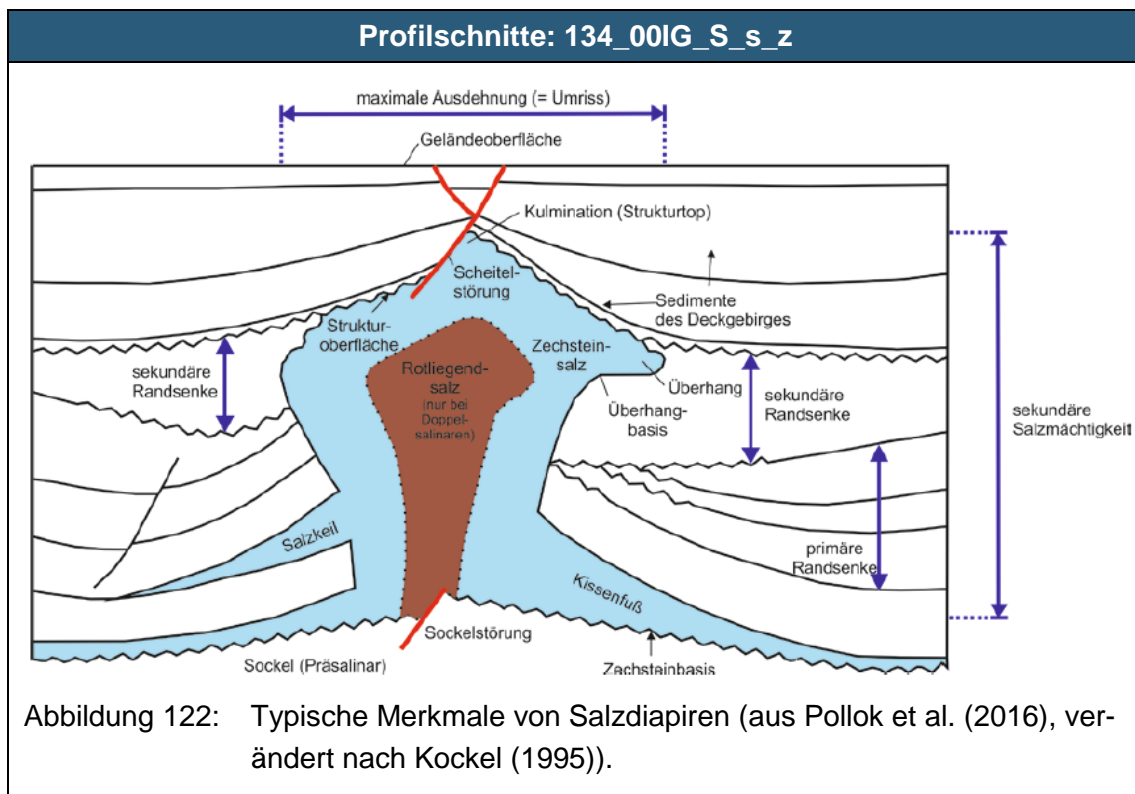 Profilschnitte: 134_00IG_S_s_z
maximale Ausdehnung (= Umriss)
Geländeoberfläche
Kulmination (Strukturtop)
Scheitel-
störung
Sedimente
des Deckgebirges
Struktur-
oberfläche
Zechstein-
salz
sekundäre
Randsenke
Rotliegend-
salz
(nur bei
Doppel-
salinaren)
Überhang
Überhang-
basis
sekundäre
Randsenke
sekundäre
Salzmächtigkeit
Salzkeil
primäre
Randsenke
Kissenfuß
Sockelstörung
Sockel (Präsalinar)
Zechsteinbasis
Abbildung 122: Typische Merkmale von Salzdiapiren (aus Pollok et al. (2016), ver-
ändert nach Kockel (1995)).